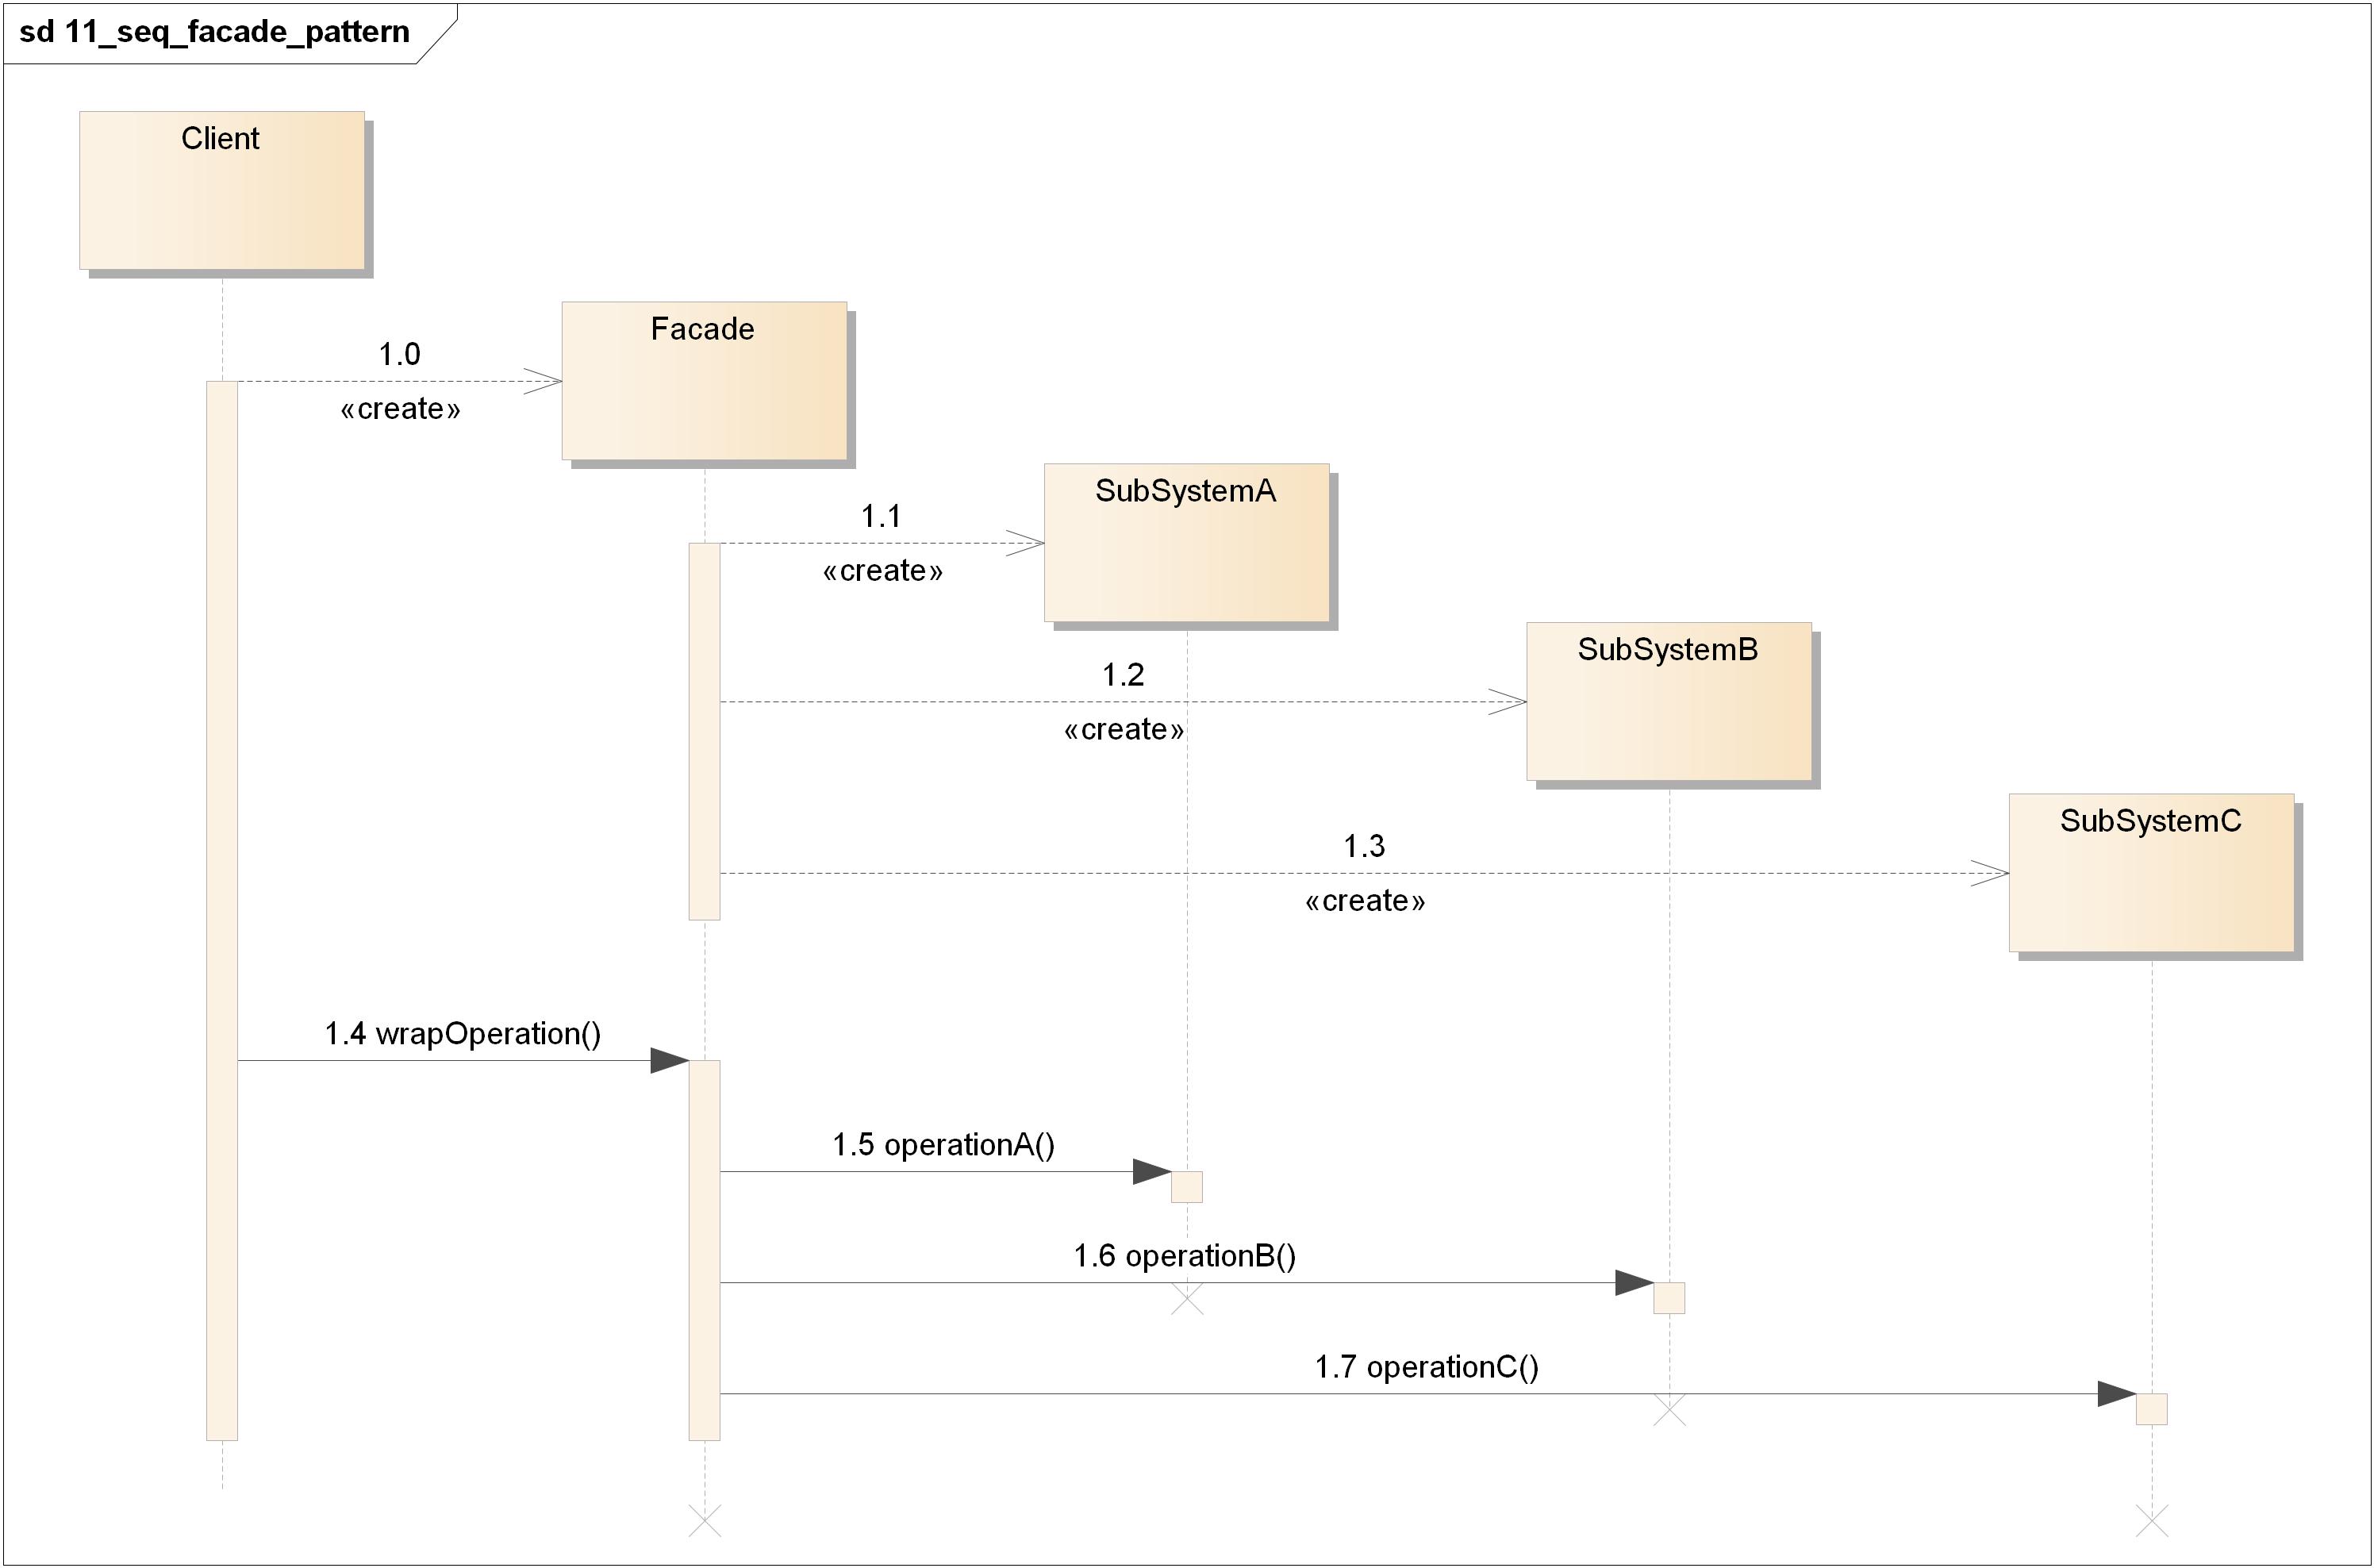 sd 11_seq_facade_pattern
Client
Facade
1.0
«create»
SubSystemA
1.1
«create»
SubSystemB
1.2
«create»
SubSystemC
1.3
«create»
1.4 wrapOperation()
1.5 operationA()
1.6 operationB()
1.7 operationC()